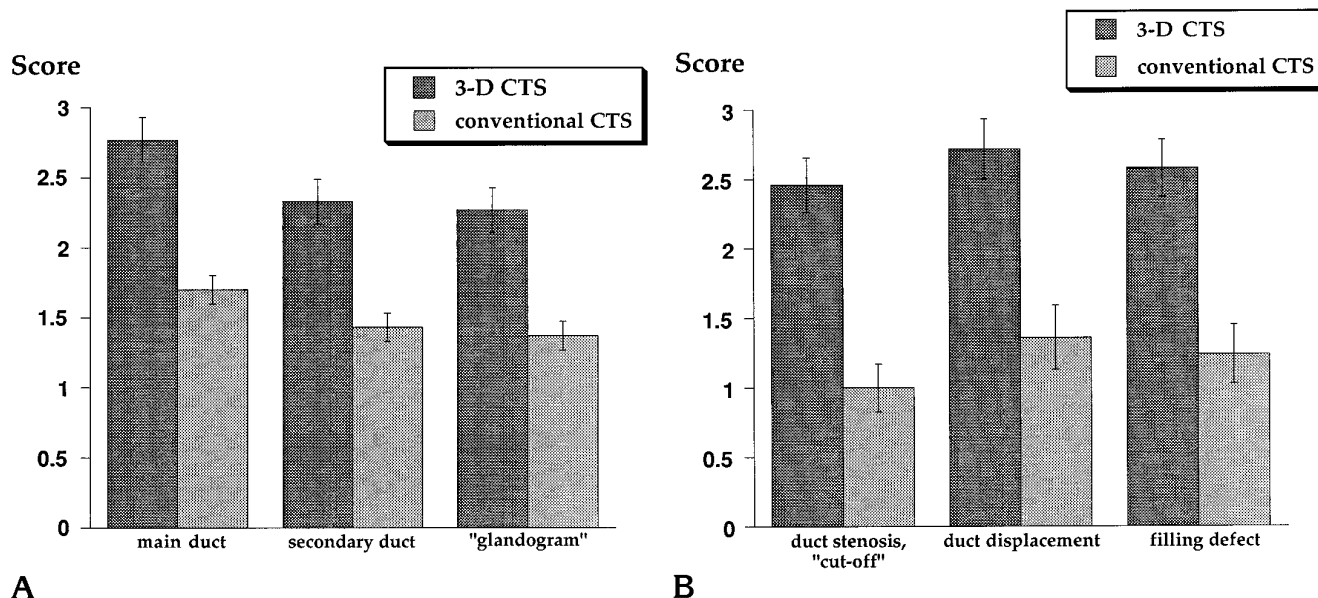 Score
3-D CTS
conventional CTS
3
2.5
2
1.5
1
0.5
0
main duct
secondary duct
"glandogram"
A
Score
3-D CTS
conventional CTS
3
2.5
2
1.5
1
0.5
0
duct stenosis,
"cut-off"
duct displacement
filling defect
B